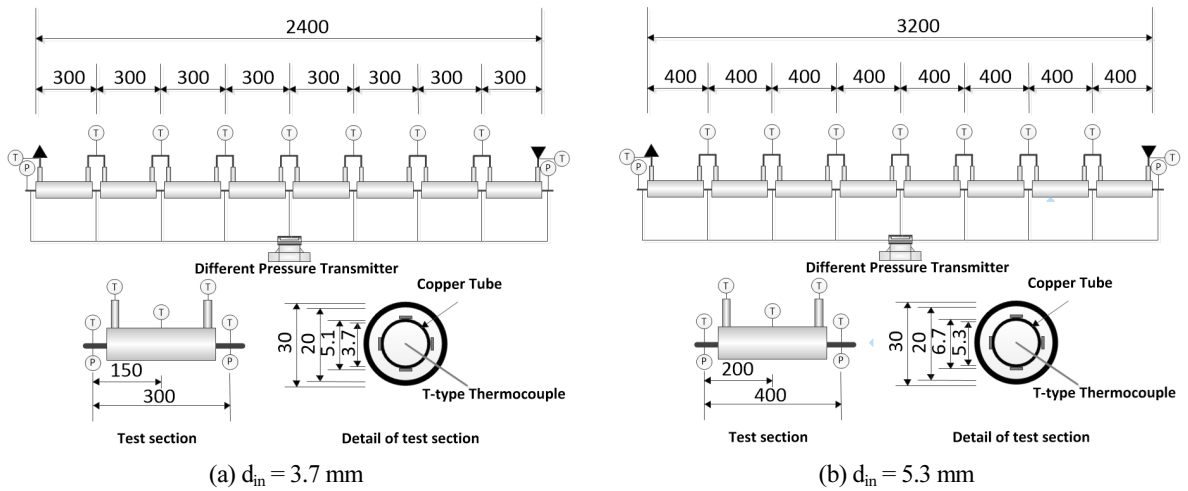 2400
300 300 300 300 300 300 300 300
T T T T T T T
T T
P P
Different Pressure Transmitter
Copper Tube
T T
T T T
P P
150
300
30 20 5.1 3.7
T-type Thermocouple
Test section
Detail of test section
(a) din = 3.7 mm
3200
400 400 400 400 400 400 400 400
T T T T T T T
T T
P P
Different Pressure Transmitter
Copper Tube
T T
T T T
P P
200
400
30 20 6.7 5.3
T-type Thermocouple
Test section
Detail of test section
(b) din = 5.3 mm